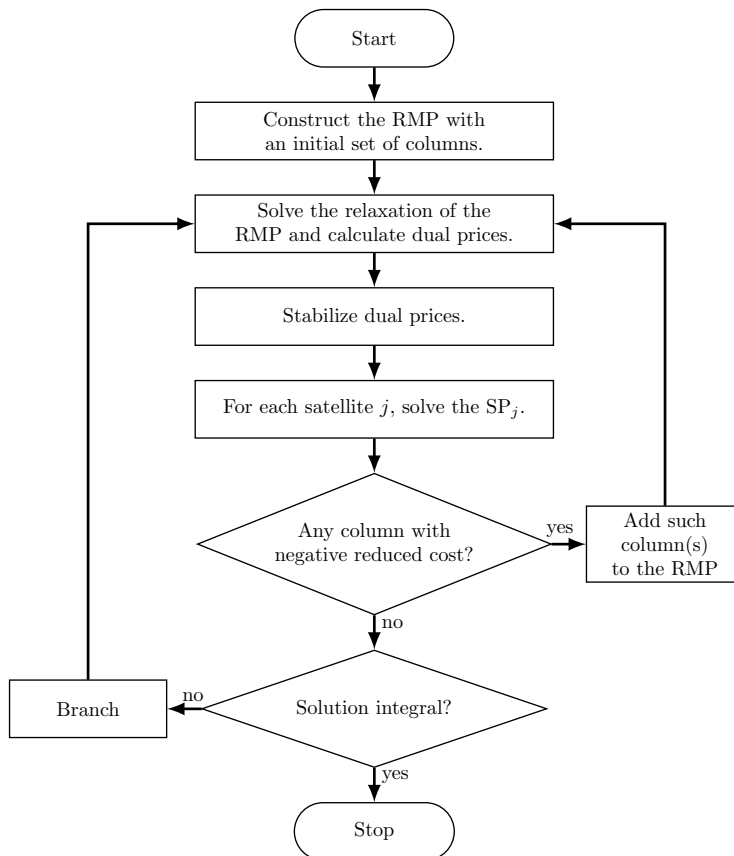 Start
Construct the RMP with
an initial set of columns.
Solve the relaxation of the
RMP and calculate dual prices.
Stabilize dual prices.
For each satellite j, solve the SP_j.
Any column with
negative reduced cost?
yes
Add such
column(s)
to the RMP
no
Solution integral?
no
Branch
yes
Stop